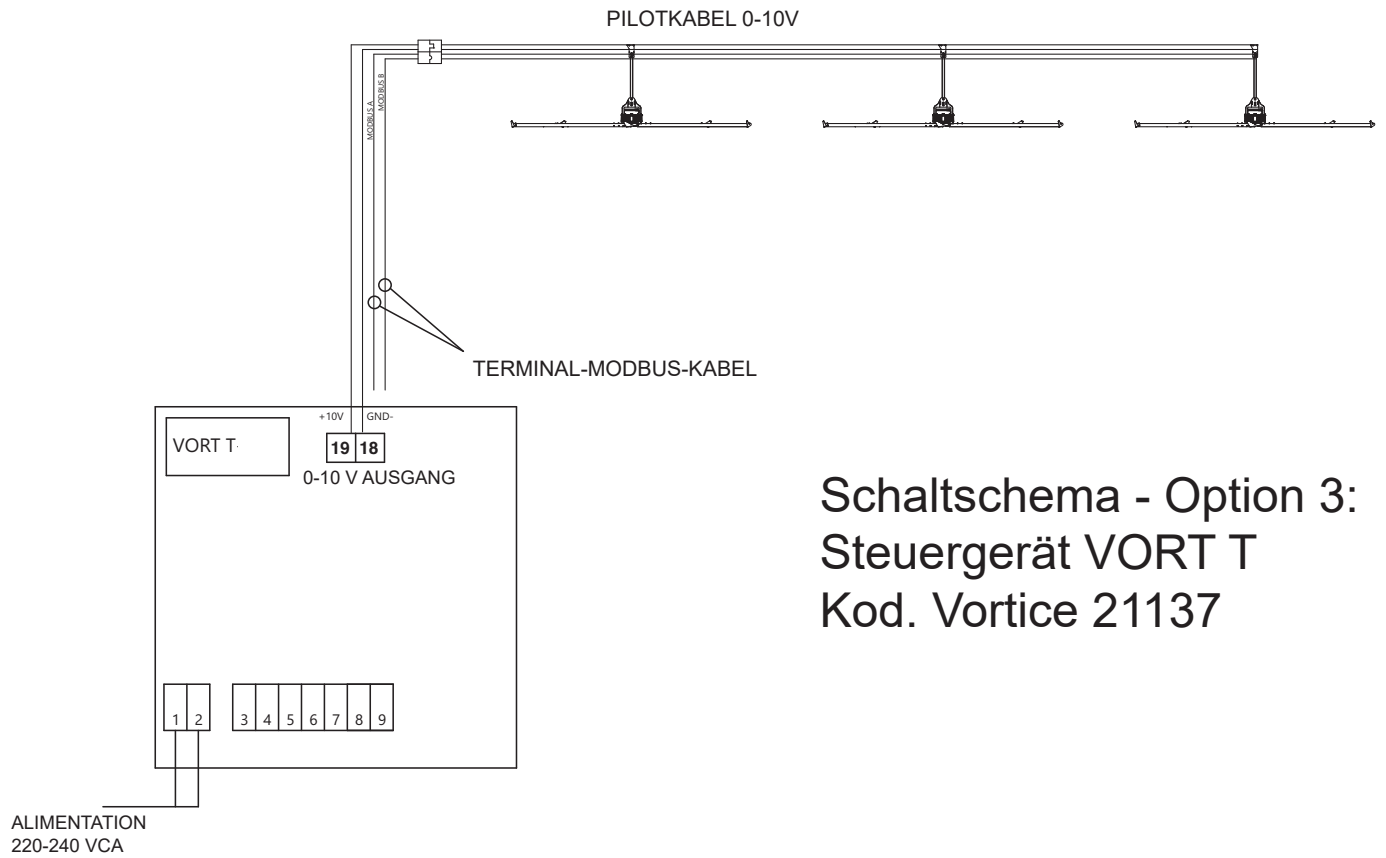 PILOTKABEL 0-10V
MODBUS A
MODBUS B
TERMINAL-MODBUS-KABEL
+10V GND-
VORT T
19 18
0-10 V AUSGANG
Schaltschema - Option 3:
Steuergerät VORT T
Kod. Vortice 21137
1 2 3 4 5 6 7 8 9
ALIMENTATION
220-240 VCA